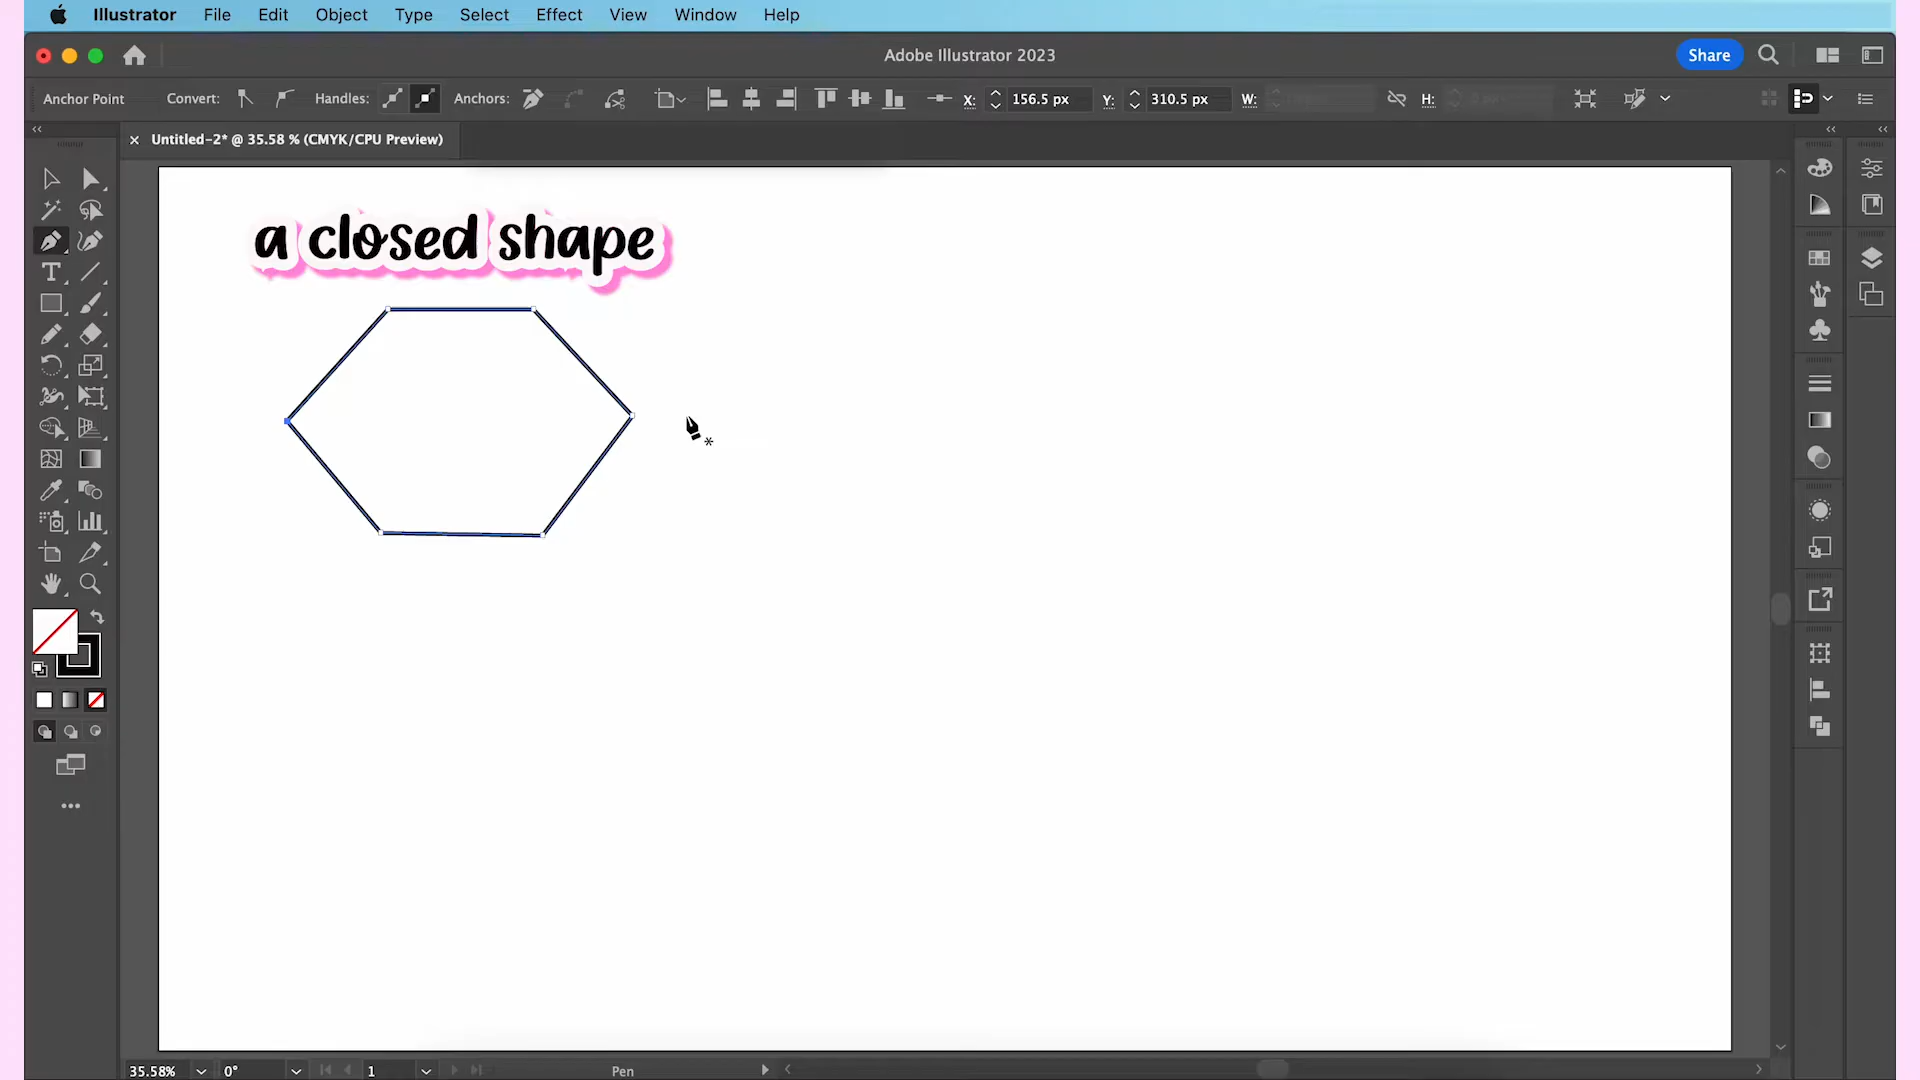 Illustrator File Edit Object Type Select Effect View Window Help
Adobe Illustrator 2023
Share
Anchor Point Convert: Handles: Anchors: X: 156.5 px Y: 310.5 px W: H:
Untitled-2* @ 35.58 % (CMYK/CPU Preview)
a closed shape
35.58% 0° 1 Pen